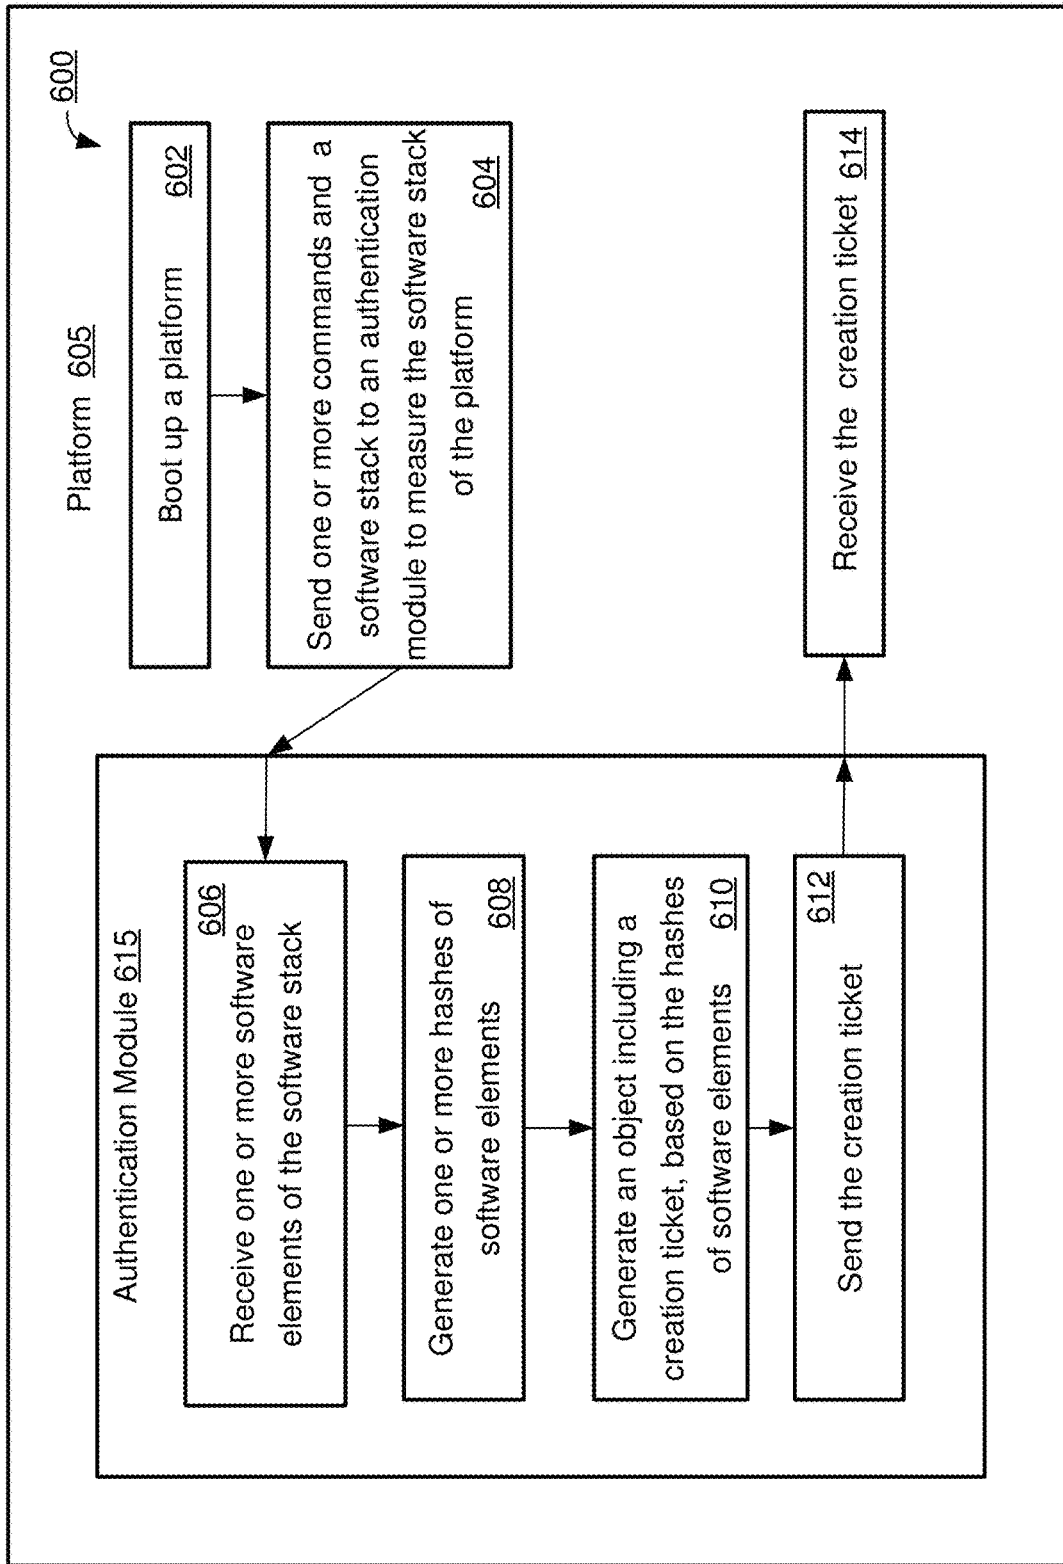 600
Platform 605
Boot up a platform 602
Send one or more commands and a
software stack to an authentication
module to measure the software stack
of the platform 604
Authentication Module 615
606
Receive one or more software
elements of the software stack
Generate one or more hashes of
software elements 608
Generate an object including a
creation ticket, based on the hashes
of software elements 610
612
Send the creation ticket
Receive the creation ticket 614